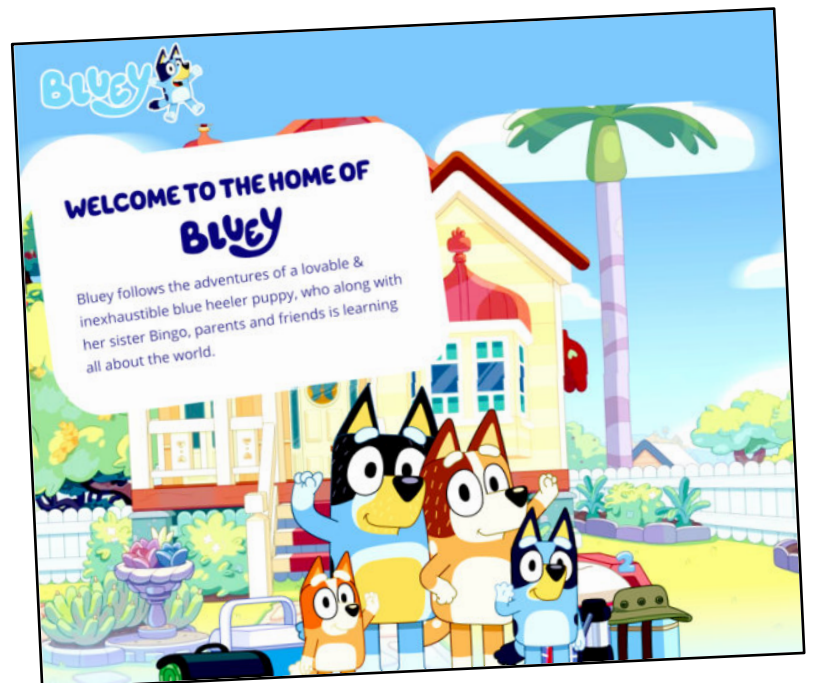 BLUEY
WELCOME TO THE HOME OF
BLUEY
Bluey follows the adventures of a lovable &
inexhaustible blue heeler puppy, who along with
her sister Bingo, parents and friends is learning
all about the world.
2